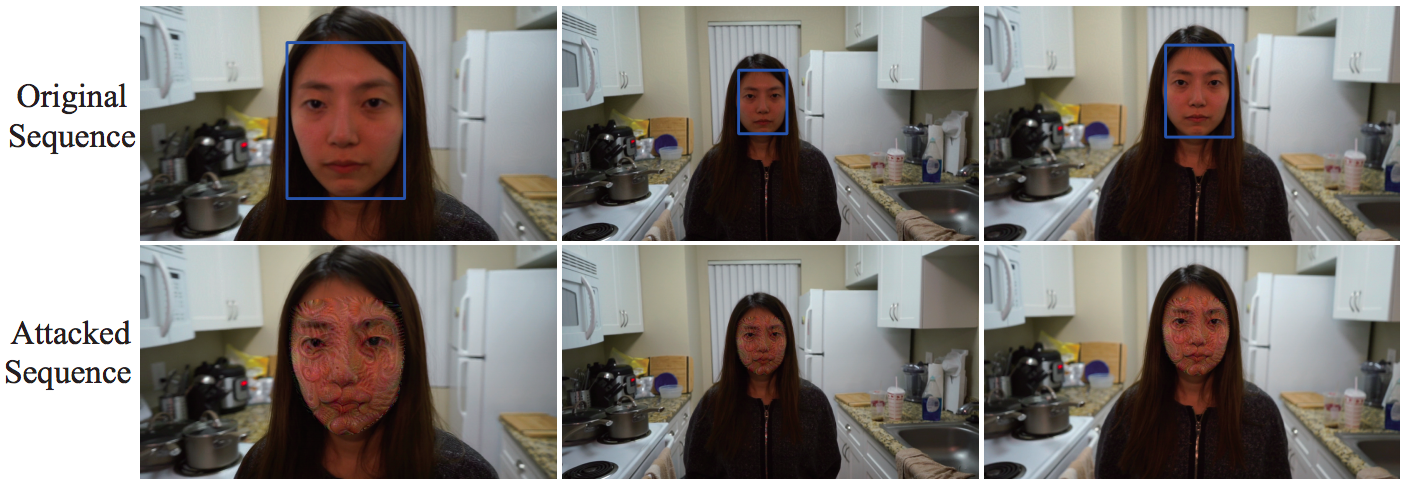 Original
Sequence
Attacked
Sequence